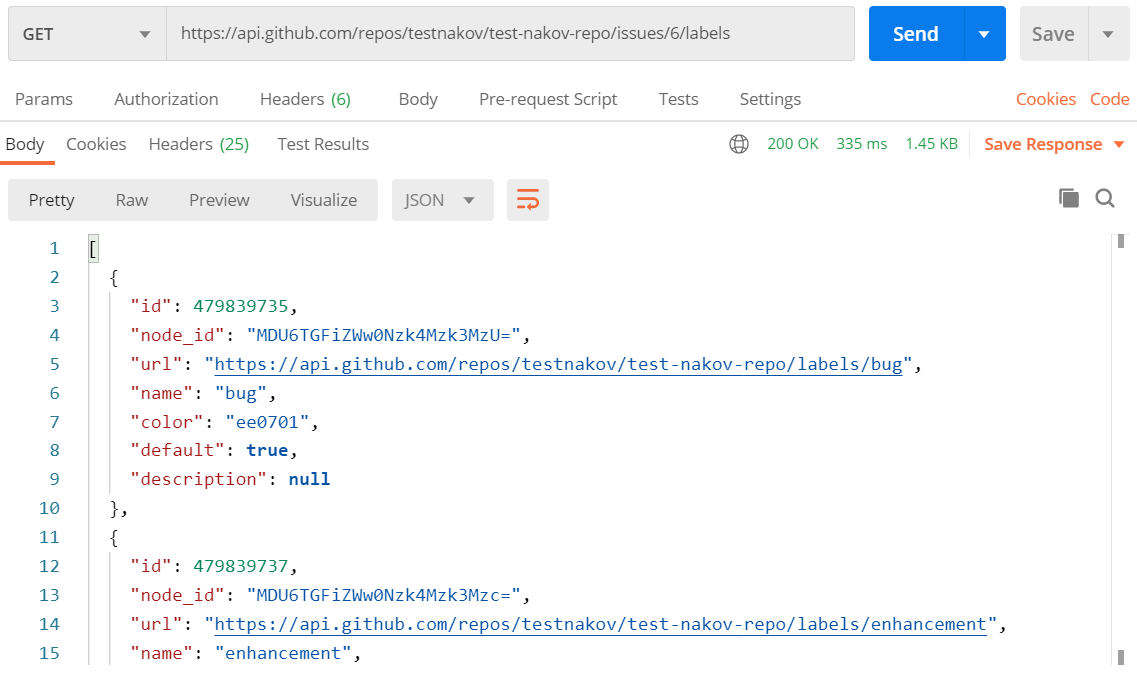 GET https://api.github.com/repos/testnakov/test-nakov-repo/issues/6/labels Send Save
Params Authorization Headers (6) Body Pre-request Script Tests Settings Cookies Code
Body Cookies Headers (25) Test Results 200 OK 335 ms 1.45 KB Save Response
Pretty Raw Preview Visualize JSON
1 [
2 {
3 "id": 479839735,
4 "node_id": "MDU6TGFiZWw0Nzk4Mzk3MzU=",
5 "url": "https://api.github.com/repos/testnakov/test-nakov-repo/labels/bug",
6 "name": "bug",
7 "color": "ee0701",
8 "default": true,
9 "description": null
10 },
11 {
12 "id": 479839737,
13 "node_id": "MDU6TGFiZWw0Nzk4Mzk3Mzc=",
14 "url": "https://api.github.com/repos/testnakov/test-nakov-repo/labels/enhancement",
15 "name": "enhancement",